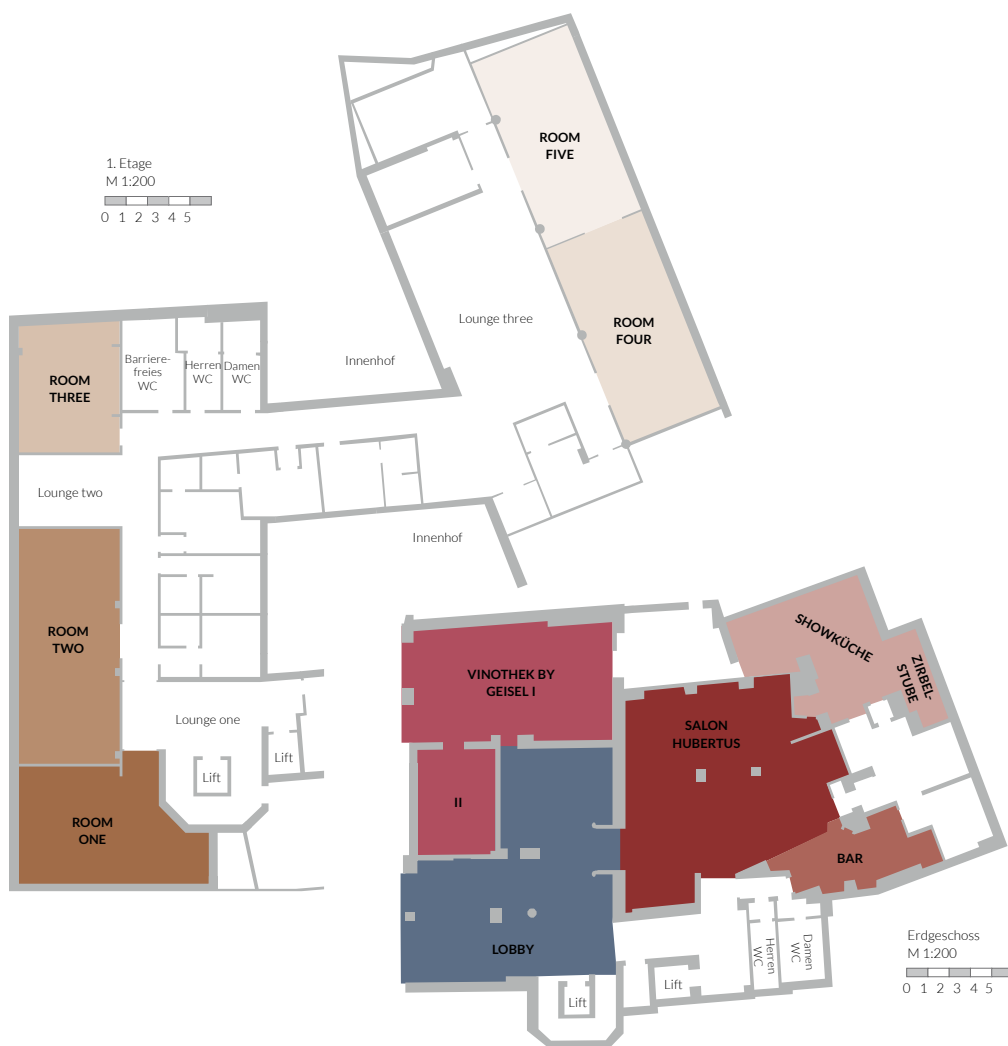 ROOM
FIVE
1. Etage
M 1:200
0 1 2 3 4 5
Lounge three
ROOM
FOUR
Innenhof
Barriere-
freies
WC
Herren
WC
Damen
WC
ROOM
THREE
Lounge two
Innenhof
ROOM
TWO
Lounge one
Lift
Lift
ROOM
ONE
SHOWKÜCHE
ZIRBEL-
STUBE
VINOTHEK BY
GEISEL I
SALON
HUBERTUS
II
BAR
LOBBY
Herren
WC
Damen
WC
Lift
Lift
Erdgeschoss
M 1:200
0 1 2 3 4 5